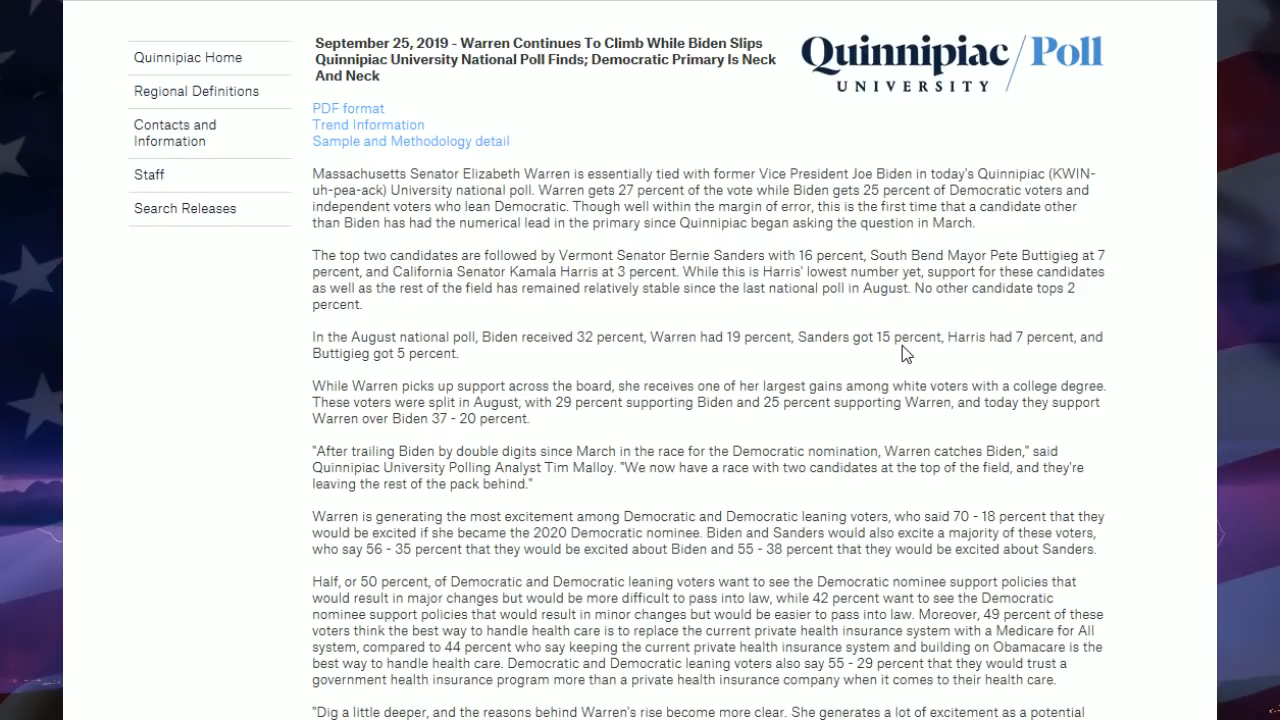 Quinnipiac Home
Regional Definitions
Contacts and
Information
Staff
Search Releases
September 25, 2019 - Warren Continues To Climb While Biden Slips
Quinnipiac University National Poll Finds; Democratic Primary Is Neck
And Neck
Quinnipiac / Poll
UNIVERSITY
PDF format
Trend Information
Sample and Methodology detail
Massachusetts Senator Elizabeth Warren is essentially tied with former Vice President Joe Biden in today's Quinnipiac (KWIN-
uh-pea-ack) University national poll. Warren gets 27 percent of the vote while Biden gets 25 percent of Democratic voters and
independent voters who lean Democratic. Though well within the margin of error, this is the first time that a candidate other
than Biden has had the numerical lead in the primary since Quinnipiac began asking the question in March.
The top two candidates are followed by Vermont Senator Bernie Sanders with 16 percent, South Bend Mayor Pete Buttigieg at 7
percent, and California Senator Kamala Harris at 3 percent. While this is Harris' lowest number yet, support for these candidates
as well as the rest of the field has remained relatively stable since the last national poll in August. No other candidate tops 2
percent.
In the August national poll, Biden received 32 percent, Warren had 19 percent, Sanders got 15 percent, Harris had 7 percent, and
Buttigieg got 5 percent.
While Warren picks up support across the board, she receives one of her largest gains among white voters with a college degree.
These voters were split in August, with 29 percent supporting Biden and 25 percent supporting Warren, and today they support
Warren over Biden 37 - 20 percent.
"After trailing Biden by double digits since March in the race for the Democratic nomination, Warren catches Biden," said
Quinnipiac University Polling Analyst Tim Malloy. "We now have a race with two candidates at the top of the field, and they're
leaving the rest of the pack behind."
Warren is generating the most excitement among Democratic and Democratic leaning voters, who said 70 - 18 percent that they
would be excited if she became the 2020 Democratic nominee. Biden and Sanders would also excite a majority of these voters,
who say 56 - 35 percent that they would be excited about Biden and 55 - 38 percent that they would be excited about Sanders.
Half, or 50 percent, of Democratic and Democratic leaning voters want to see the Democratic nominee support policies that
would result in major changes but would be more difficult to pass into law, while 42 percent want to see the Democratic
nominee support policies that would result in minor changes but would be easier to pass into law. Moreover, 49 percent of these
voters think the best way to handle health care is to replace the current private health insurance system with a Medicare for All
system, compared to 44 percent who say keeping the current private health insurance system and building on Obamacare is the
best way to handle health care. Democratic and Democratic leaning voters also say 55 - 29 percent that they would trust a
government health insurance program more than a private health insurance company when it comes to their health care.
"Dig a little deeper, and the reasons behind Warren's rise become more clear. She generates a lot of excitement as a potential